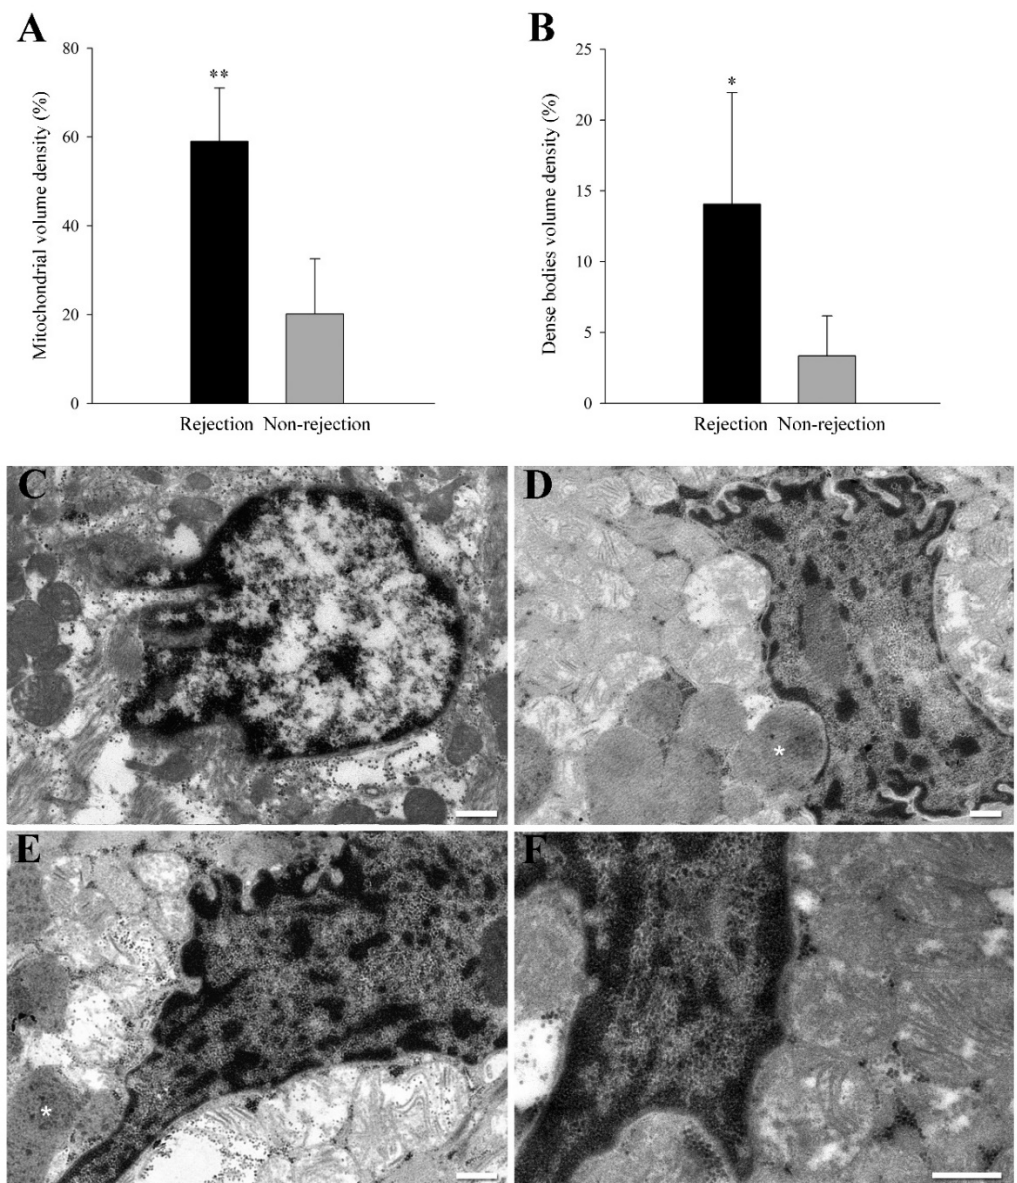 A
Mitochondrial volume density (%)
80
60
40
20
0
**
Rejection Non-rejection
B
Dense bodies volume density (%)
25
20
15
10
5
0
*
Rejection Non-rejection
C
D
*
E
*
F